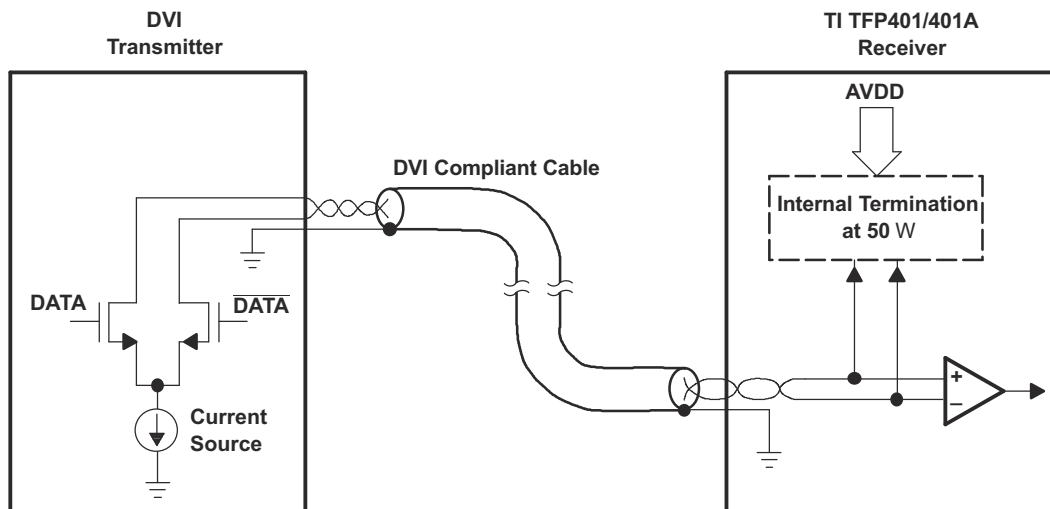 DVI
Transmitter
TI TFP401/401A
Receiver
AVDD
DVI Compliant Cable
Internal Termination
at 50 W
DATA
DATA
+
−
Current
Source